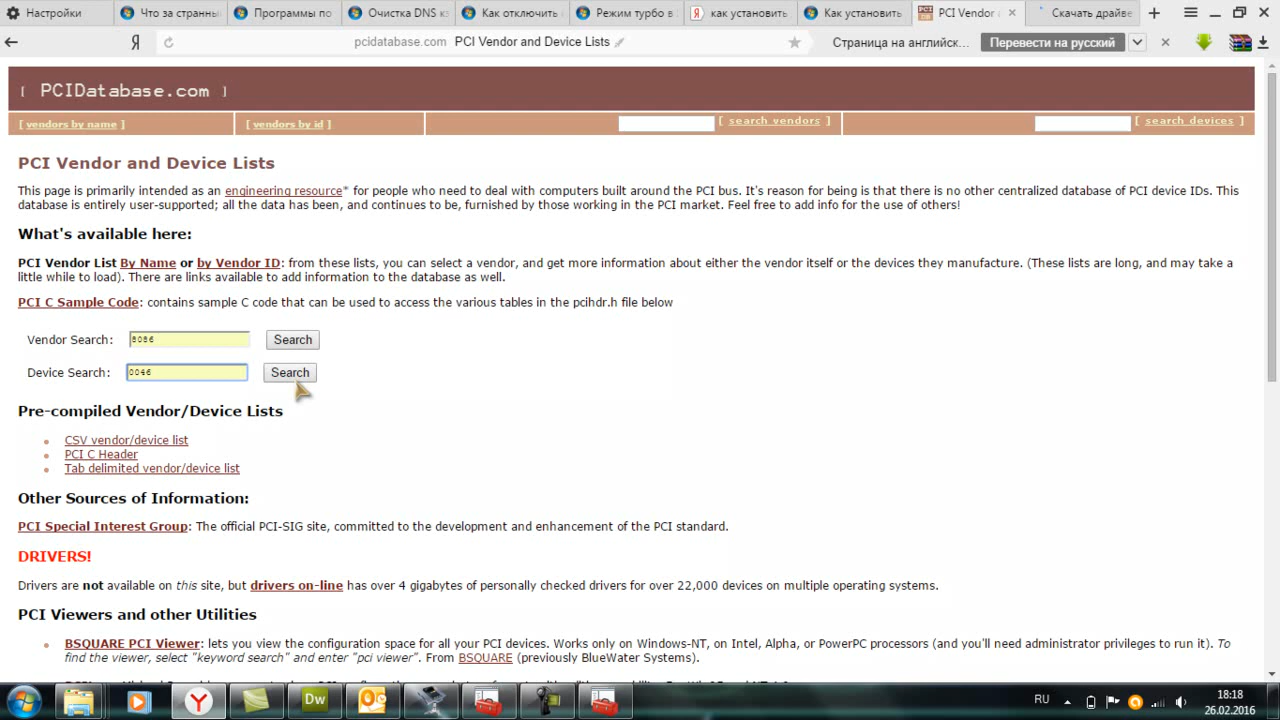 Настройки
Что за странны
Программы по
Очистка DNS к
Как отключить
Режим турбо в
как установить
Как установить
PCI Vendor
Скачать драйве
pcidatabase.com PCI Vendor and Device Lists
Страница на английск...
Перевести на русский
[ PCIDatabase.com ]
[ vendors by name ]
[ vendors by id ]
[ search vendors ]
[ search devices ]
PCI Vendor and Device Lists
This page is primarily intended as an engineering resource* for people who need to deal with computers built around the PCI bus. It's reason for being is that there is no other centralized database of PCI device IDs. This
database is entirely user-supported; all the data has been, and continues to be, furnished by those working in the PCI market. Feel free to add info for the use of others!
What's available here:
PCI Vendor List By Name or by Vendor ID: from these lists, you can select a vendor, and get more information about either the vendor itself or the devices they manufacture. (These lists are long, and may take a
little while to load). There are links available to add information to the database as well.
PCI C Sample Code: contains sample C code that can be used to access the various tables in the pcihdr.h file below
Vendor Search: 8086 Search
Device Search: 0046 Search
Pre-compiled Vendor/Device Lists
CSV vendor/device list
PCI C Header
Tab delimited vendor/device list
Other Sources of Information:
PCI Special Interest Group: The official PCI-SIG site, committed to the development and enhancement of the PCI standard.
DRIVERS!
Drivers are not available on this site, but drivers on-line has over 4 gigabytes of personally checked drivers for over 22,000 devices on multiple operating systems.
PCI Viewers and other Utilities
BSQUARE PCI Viewer: lets you view the configuration space for all your PCI devices. Works only on Windows-NT, on Intel, Alpha, or PowerPC processors (and you'll need administrator privileges to run it). To
find the viewer, select "keyword search" and enter "pci viewer". From BSQUARE (previously BlueWater Systems).
Dw
RU
18:18
26.02.2016